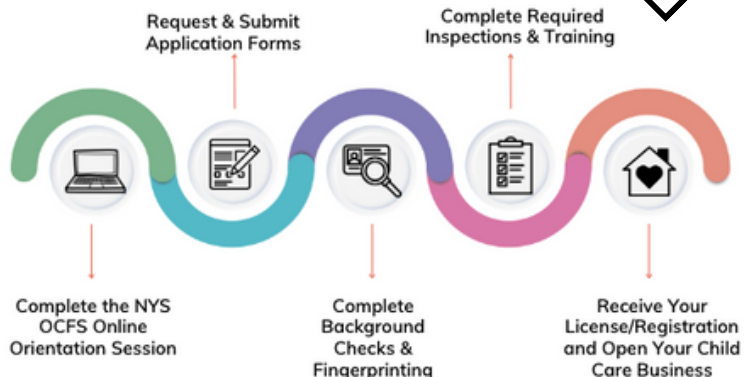 Request & Submit
Application Forms
Complete Required
Inspections & Training
Complete the NYS
OCFS Online
Orientation Session
Complete
Background
Checks &
Fingerprinting
Receive Your
License/Registration
and Open Your Child
Care Business